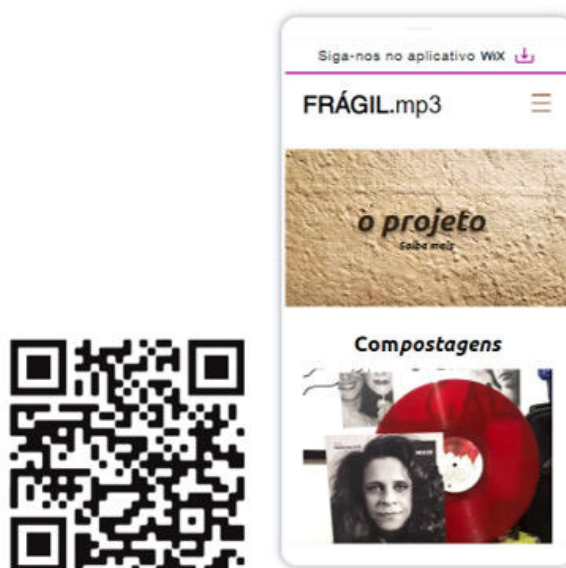 Siga-nos no aplicativo WiX
FRÁGIL.mp3
o projeto
Saiba mais
Compostagens